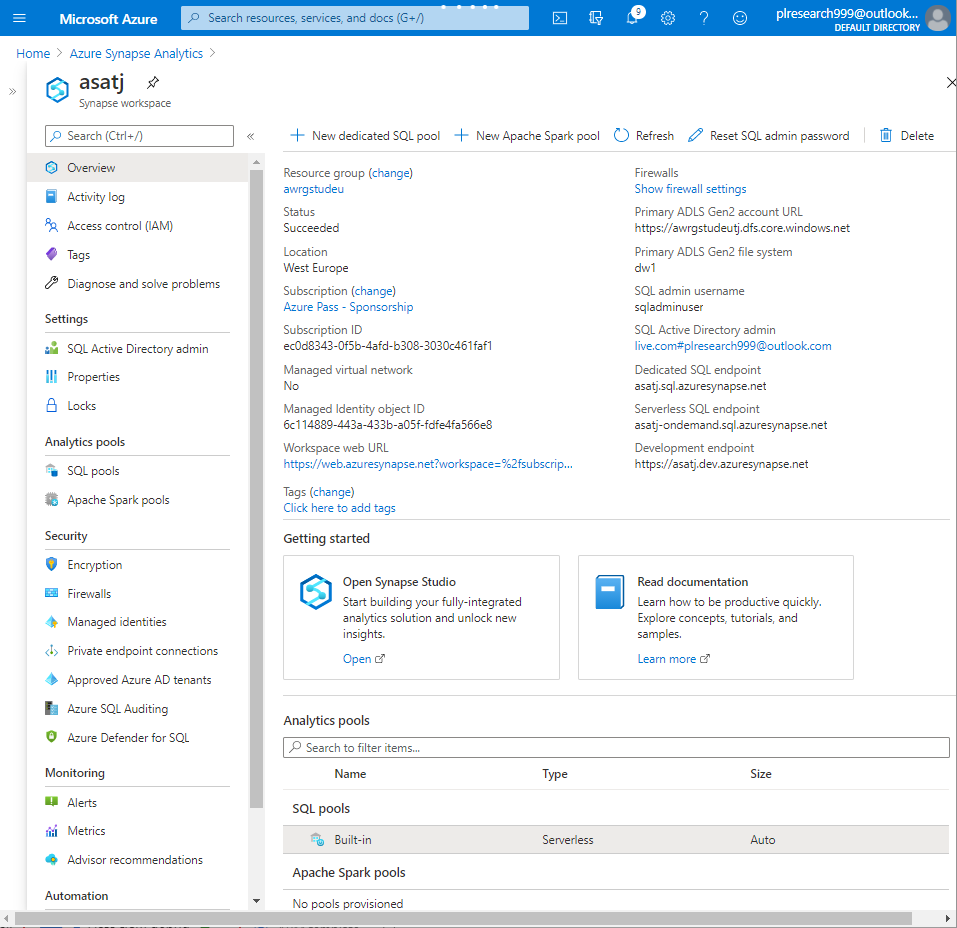 Microsoft Azure
Search resources, services, and docs (G+/)
9
plresearch999@outlook...
DEFAULT DIRECTORY
Home > Azure Synapse Analytics >
asatj
Synapse workspace
Search (Ctrl+/)
Overview
Activity log
Access control (IAM)
Tags
Diagnose and solve problems
Settings
SQL Active Directory admin
Properties
Locks
Analytics pools
SQL pools
Apache Spark pools
Security
Encryption
Firewalls
Managed identities
Private endpoint connections
Approved Azure AD tenants
Azure SQL Auditing
Azure Defender for SQL
Monitoring
Alerts
Metrics
Advisor recommendations
Automation
New dedicated SQL pool New Apache Spark pool Refresh Reset SQL admin password Delete
Resource group (change)
awrgstudeu
Status
Succeeded
Location
West Europe
Subscription (change)
Azure Pass - Sponsorship
Subscription ID
ec0d8343-0f5b-4afd-b308-3030c461faf1
Managed virtual network
No
Managed Identity object ID
6c114889-443a-433b-a05f-fdfe4fa566e8
Workspace web URL
https://web.azuresynapse.net?workspace=%2fsubscrip...
Tags (change)
Click here to add tags
Firewalls
Show firewall settings
Primary ADLS Gen2 account URL
https://awrgstudeutj.dfs.core.windows.net
Primary ADLS Gen2 file system
dw1
SQL admin username
sqladminuser
SQL Active Directory admin
live.com#plresearch999@outlook.com
Dedicated SQL endpoint
asatj.sql.azuresynapse.net
Serverless SQL endpoint
asatj-ondemand.sql.azuresynapse.net
Development endpoint
https://asatj.dev.azuresynapse.net
Getting started
Open Synapse Studio
Start building your fully-integrated
analytics solution and unlock new
insights.
Open
Read documentation
Learn how to be productive quickly.
Explore concepts, tutorials, and
samples.
Learn more
Analytics pools
Search to filter items...
Name Type Size
SQL pools
Built-in Serverless Auto
Apache Spark pools
No pools provisioned